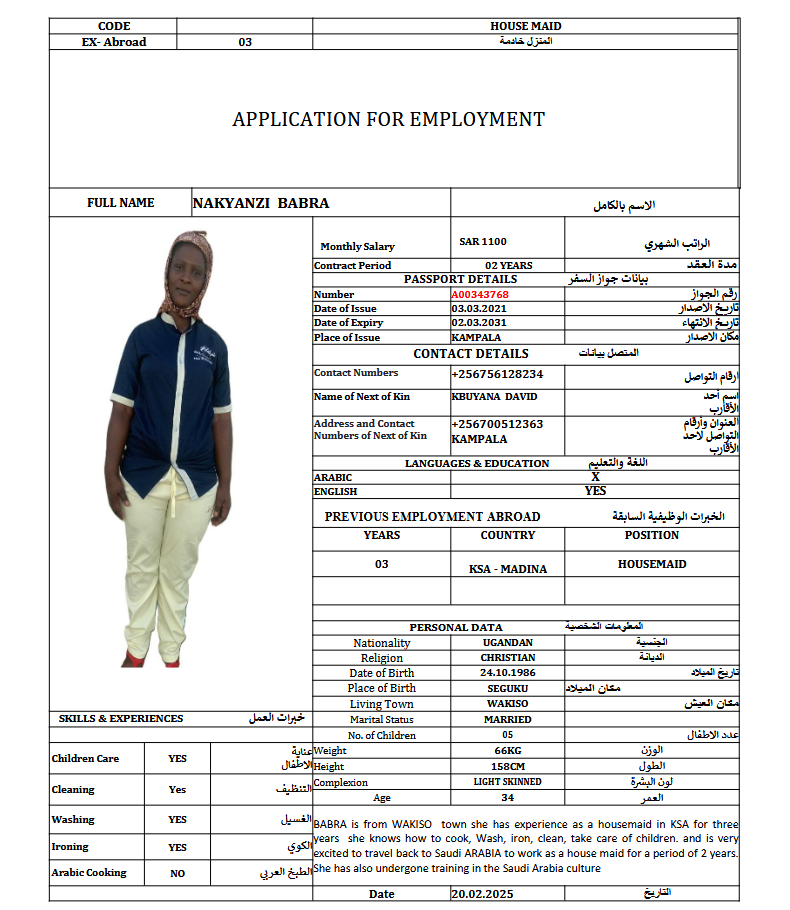 CODE HOUSE MAID
EX- Abroad 03 المنزل خادمة
APPLICATION FOR EMPLOYMENT
FULL NAME NAKYANZI BABRA الاسم بالكامل
Monthly Salary SAR 1100 الراتب الشهري
Contract Period 02 YEARS مدة العقد
PASSPORT DETAILS بيانات جواز السفر
Number A00343768 رقم الجواز
Date of Issue 03.03.2021 تاريخ الاصدار
Date of Expiry 02.03.2031 تاريخ الانتهاء
Place of Issue KAMPALA مكان الاصدار
CONTACT DETAILS المتصل بيانات
Contact Numbers +256756128234 ارقام التواصل
Name of Next of Kin KBUYANA DAVID اسم أحد
الأقارب
Address and Contact +256700512363 العنوان وأرقام
Numbers of Next of Kin KAMPALA التواصل لاحد
الأقارب
LANGUAGES & EDUCATION اللغة والتعليم
ARABIC X
ENGLISH YES
PREVIOUS EMPLOYMENT ABROAD الخبرات الوظيفية السابقة
YEARS COUNTRY POSITION
03 KSA - MADINA HOUSEMAID
PERSONAL DATA المعلومات الشخصية
Nationality UGANDAN الجنسية
Religion CHRISTIAN الديانة
Date of Birth 24.10.1986 تاريخ الميلاد
Place of Birth SEGUKU مكان الميلاد
Living Town WAKISO مكان العيش
Marital Status MARRIED
No. of Children 05 عدد الاطفال
Weight 66KG الوزن
Height 158CM الطول
Complexion LIGHT SKINNED لون البشرة
Age 34 العمر
SKILLS & EXPERIENCES خبرات العمل
Children Care YES عناية
الاطفال
Cleaning Yes التنظيف
Washing YES الغسيل
Ironing YES الكوي
Arabic Cooking NO الطبخ العربي
BABRA is from WAKISO town she has experience as a housemaid in KSA for three
years she knows how to cook, Wash, iron, clean, take care of children. and is very
excited to travel back to Saudi ARABIA to work as a house maid for a period of 2 years.
She has also undergone training in the Saudi Arabia culture
Date 20.02.2025 التاريخ